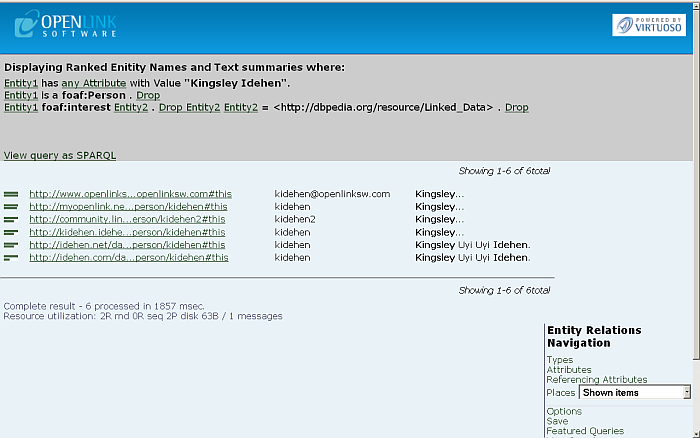 OPENLINK
SOFTWARE
POWERED BY
VIRTUOSO
Displaying Ranked Entity Names and Text summaries where:
Entity1 has any Attribute with Value "Kingsley Idehen".
Entity1 is a foaf:Person . Drop
Entity1 foaf:interest Entity2 . Drop Entity2 Entity2 = <http://dbpedia.org/resource/Linked_Data> . Drop
View query as SPARQL
Showing 1-6 of 6total
http://www.openlinks...openlinksw.com#this kidehen@openlinksw.com Kingsley...
http://myopenlink.ne...person/kidehen#this kidehen Kingsley...
http://community.lin...erson/kidehen2#this kidehen2 Kingsley...
http://kidehen.idehe...person/kidehen#this kidehen Kingsley...
http://idehen.net/da...person/kidehen#this kidehen Kingsley Uyi Uyi Idehen.
http://idehen.com/da...person/kidehen#this kidehen Kingsley Uyi Uyi Idehen.
Showing 1-6 of 6total
Complete result - 6 processed in 1857 msec.
Resource utilization: 2R rnd 0R seq 2P disk 63B / 1 messages
Entity Relations
Navigation
Types
Attributes
Referencing Attributes
Places Shown items
Options
Save
Featured Queries